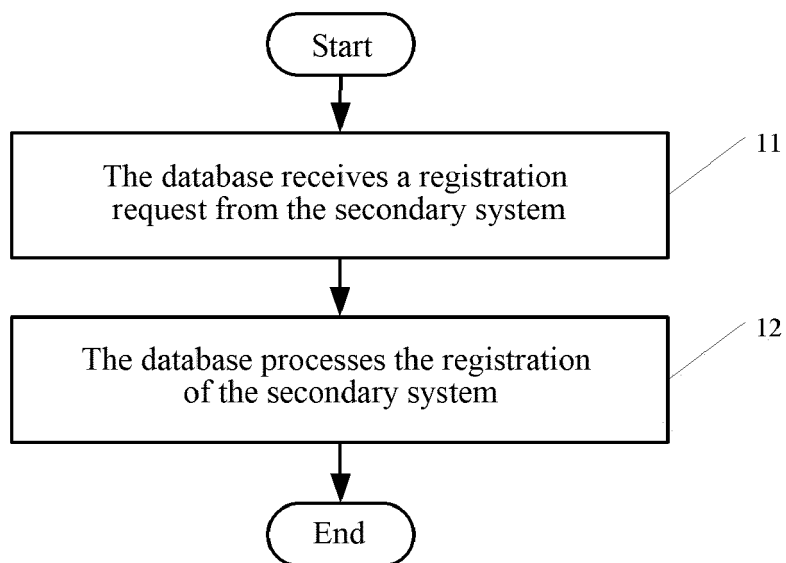 Start
The database receives a registration
request from the secondary system
11
The database processes the registration
of the secondary system
12
End